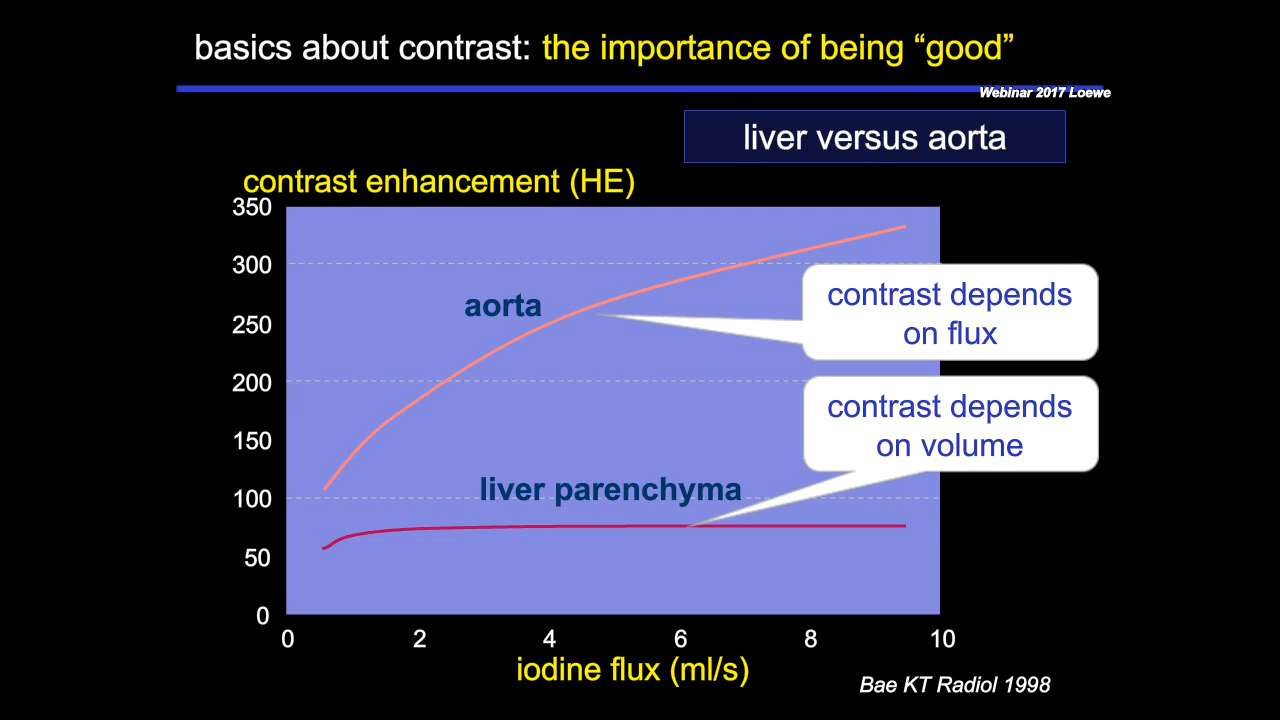 basics about contrast: the importance of being “good”
Webinar 2017 Loewe
liver versus aorta
contrast enhancement (HE)
350
300
250
200
150
100
50
0
aorta
contrast depends
on flux
contrast depends
on volume
liver parenchyma
0 2 4 6 8 10
iodine flux (ml/s)
Bae KT Radiol 1998